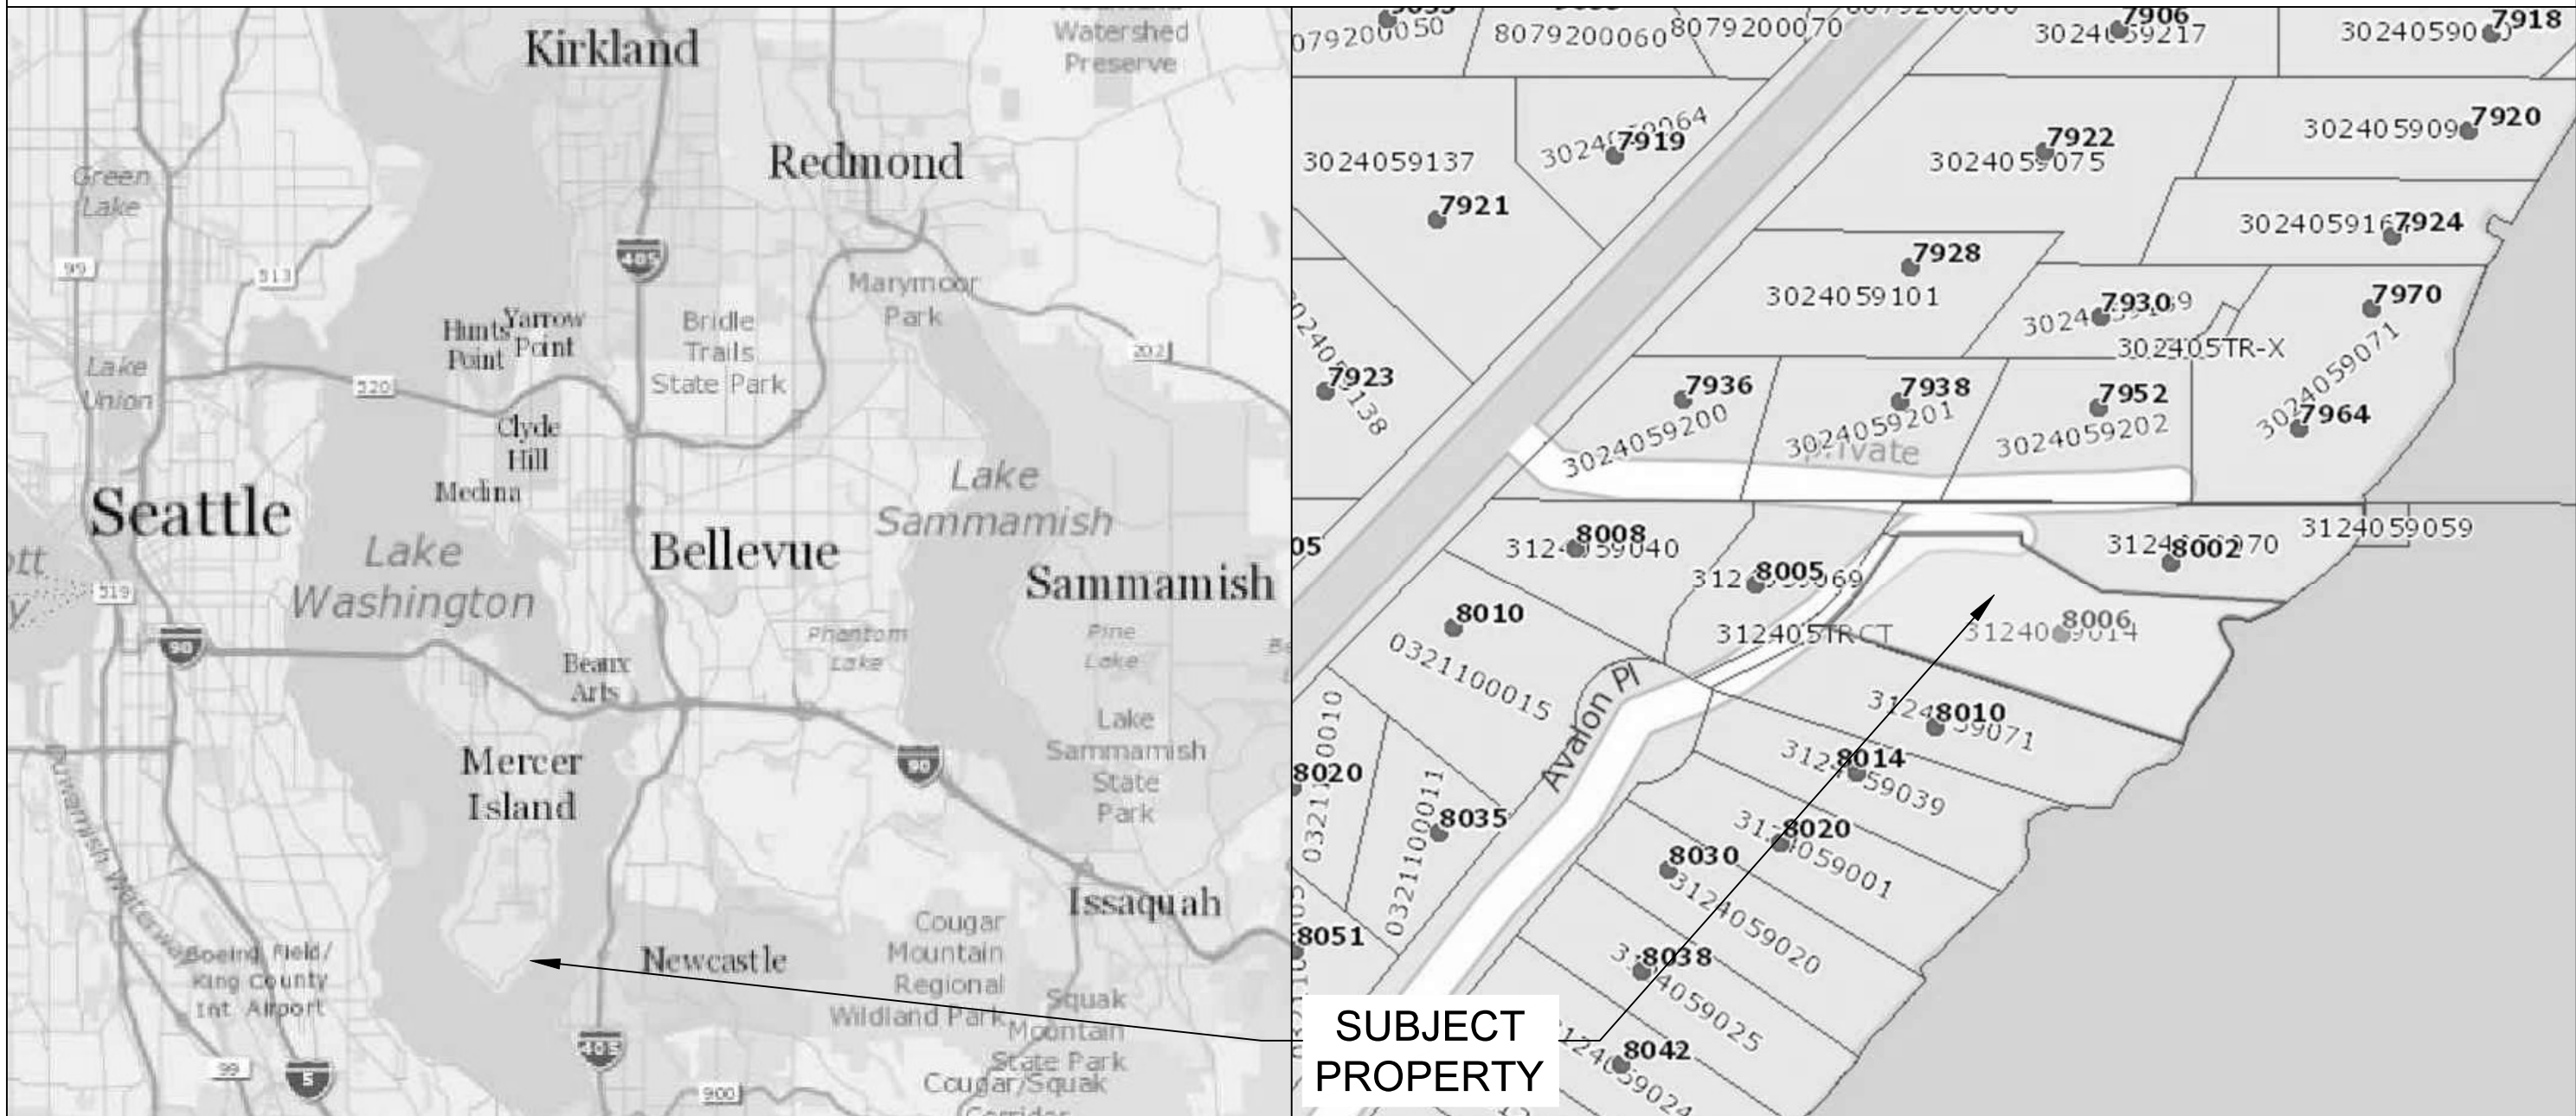 Kirkland
Watershed
Preserve
Redmond
Green
Lake
99
513
405
Marymoor
Park
Hunts
Point
Yarrow
Point
Bridle
Trails
State Park
202
Lake
Union
520
Clyde
Hill
Medina
Seattle
Lake
Washington
Bellevue
Lake
Sammamish
Sammamish
519
90
Beaux
Arts
Phantom
Lake
Pine
Lake
Mercer
Island
90
Lake
Sammamish
State
Park
Duwamish Waterway
Issaquah
Boeing Field/
King County
Int Airport
Newcastle
Cougar
Mountain
Regional
Wildland Park
Squak
Mountain
State Park
Cougar/Squak
Corridor
99
5
405
900
8079200060
8079200070
7906
3024059217
7918
7919
3024059137
7921
7922
3024059075
7920
7924
7928
3024059101
7930
302405TR-X
7970
3024059071
7964
7923
7936
3024059200
7938
3024059201
7952
3024059202
Private
8008
8005
8002
3124059059
312405TRCT
8006
8010
0321100015
Avalon Pl
8010
8014
8020
8035
0321100011
8020
8030
3124059020
8051
8038
8042
SUBJECT
PROPERTY